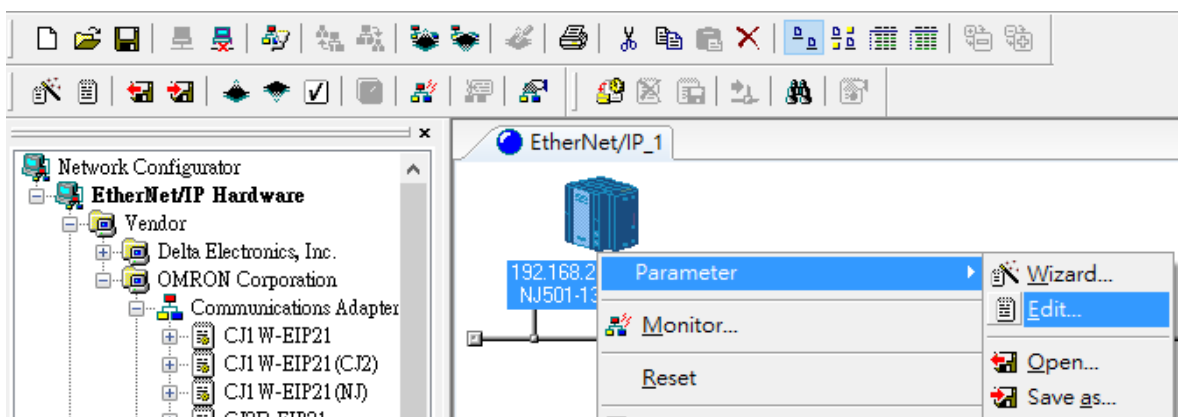 Network Configurator
EtherNet/IP Hardware
Vendor
Delta Electronics, Inc.
OMRON Corporation
Communications Adapter
CJ1W-EIP21
CJ1W-EIP21(CJ2)
CJ1W-EIP21(NJ)
EtherNet/IP_1
192.168.2
NJ501-13
Parameter
Monitor...
Reset
Wizard...
Edit...
Open...
Save as...